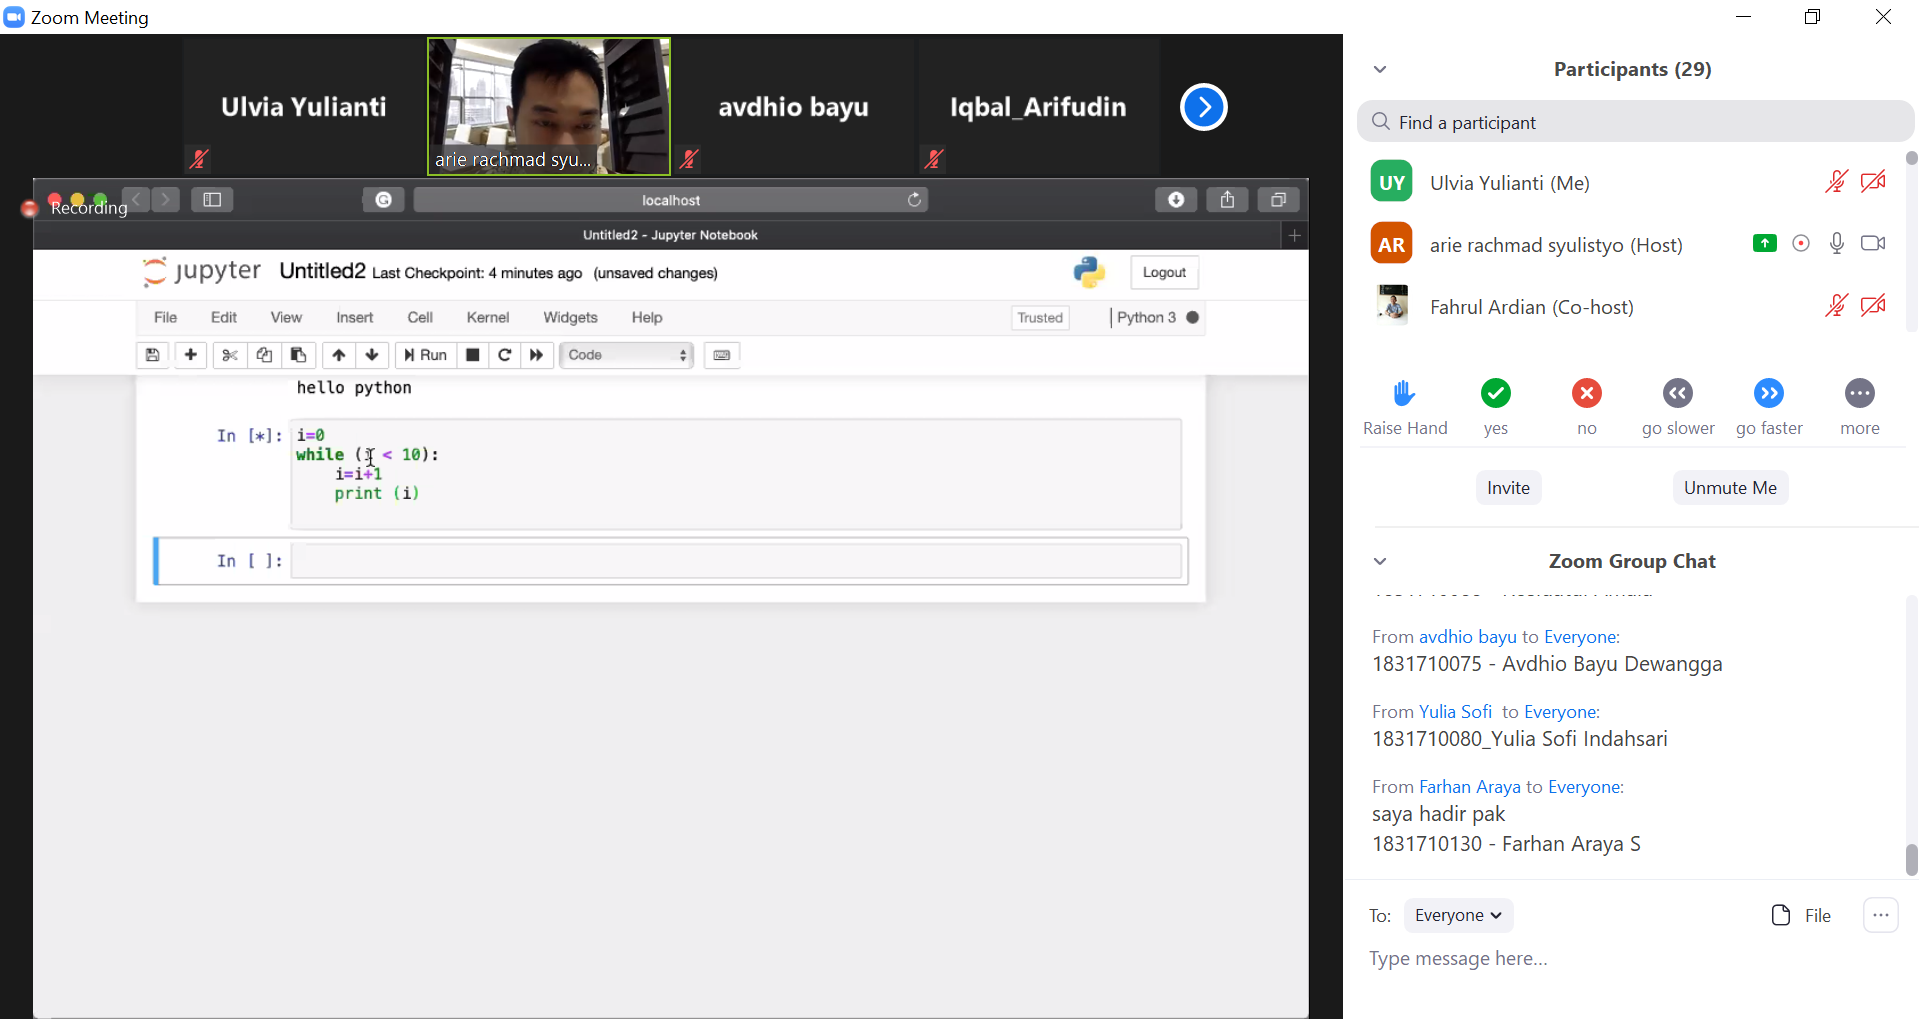 Zoom Meeting
Ulvia Yulianti
arie rachmad syu...
avdhio bayu
Iqbal_Arifudin
Recording
localhost
Untitled2 - Jupyter Notebook
jupyter Untitled2 Last Checkpoint: 4 minutes ago (unsaved changes)
Logout
File Edit View Insert Cell Kernel Widgets Help
Trusted
Python 3
Run
Code
hello python
In [*]: i=0
while (i < 10):
i=i+1
print (i)
In [ ]:
Participants (29)
Find a participant
UY Ulvia Yulianti (Me)
AR arie rachmad syulistyo (Host)
Fahrul Ardian (Co-host)
Raise Hand yes no go slower go faster more
Invite Unmute Me
Zoom Group Chat
From avdhio bayu to Everyone:
1831710075 - Avdhio Bayu Dewangga
From Yulia Sofi to Everyone:
1831710080_Yulia Sofi Indahsari
From Farhan Araya to Everyone:
saya hadir pak
1831710130 - Farhan Araya S
To: Everyone
File
Type message here...